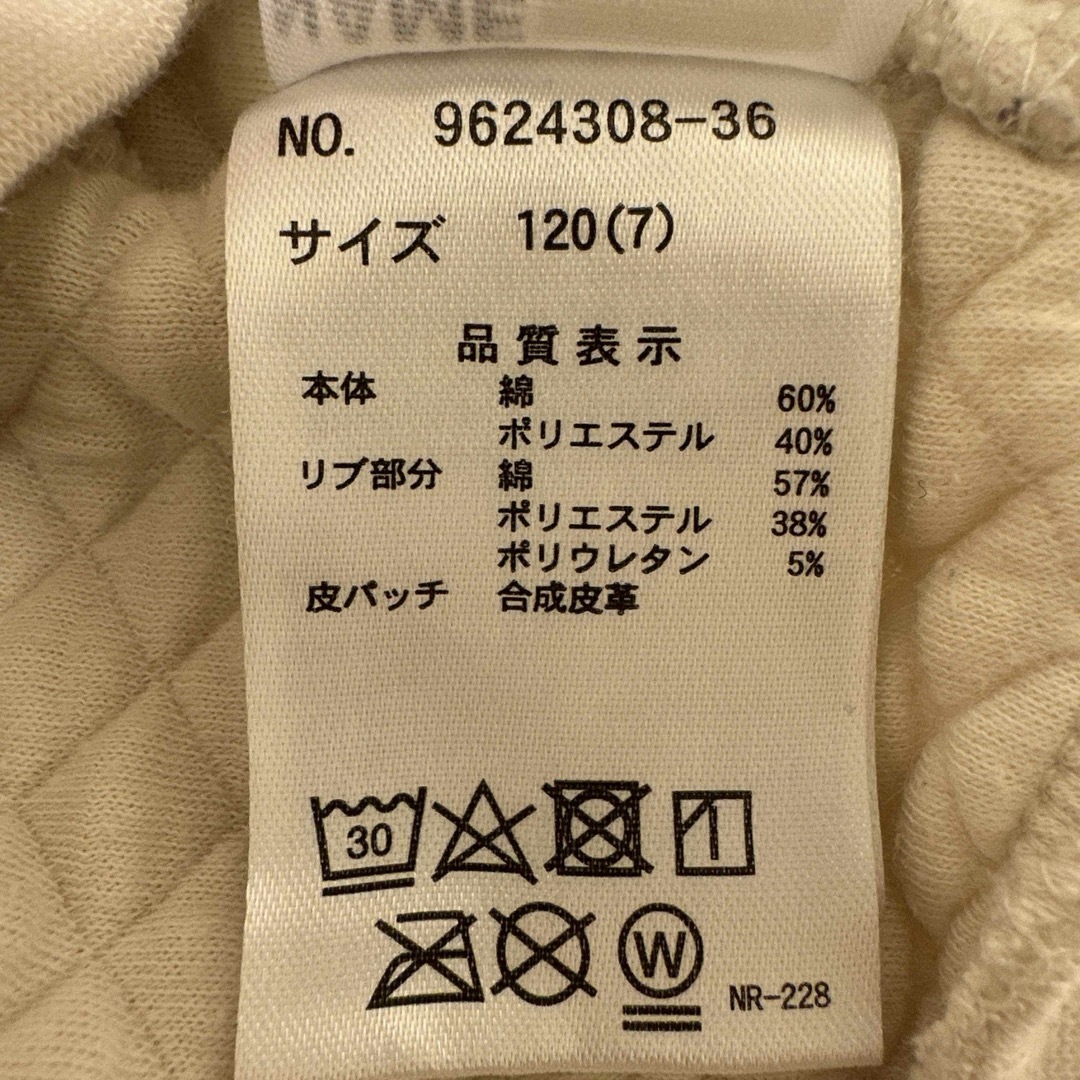 NO. 9624308-36
サイズ 120(7)
品質表示
本体 綿 60%
ポリエステル 40%
リブ部分 綿 57%
ポリエステル 38%
ポリウレタン 5%
皮パッチ 合成皮革
30
W
NR-228